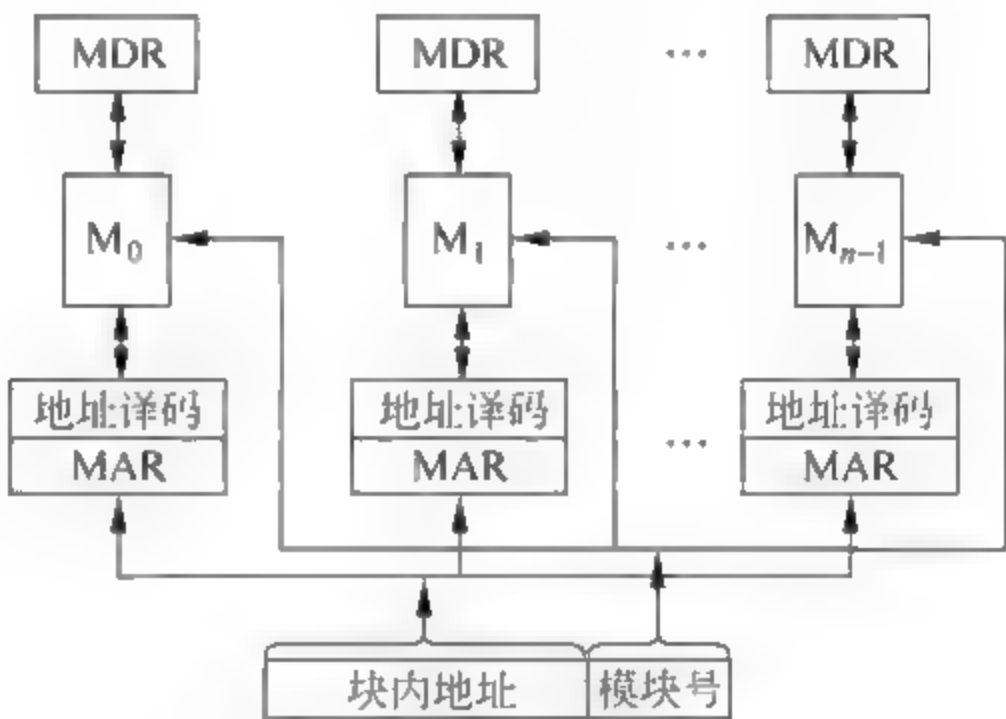 MDR MDR … MDR
M0 M1 … Mn-1
地址译码 地址译码 地址译码
MAR MAR … MAR
块内地址 模块号